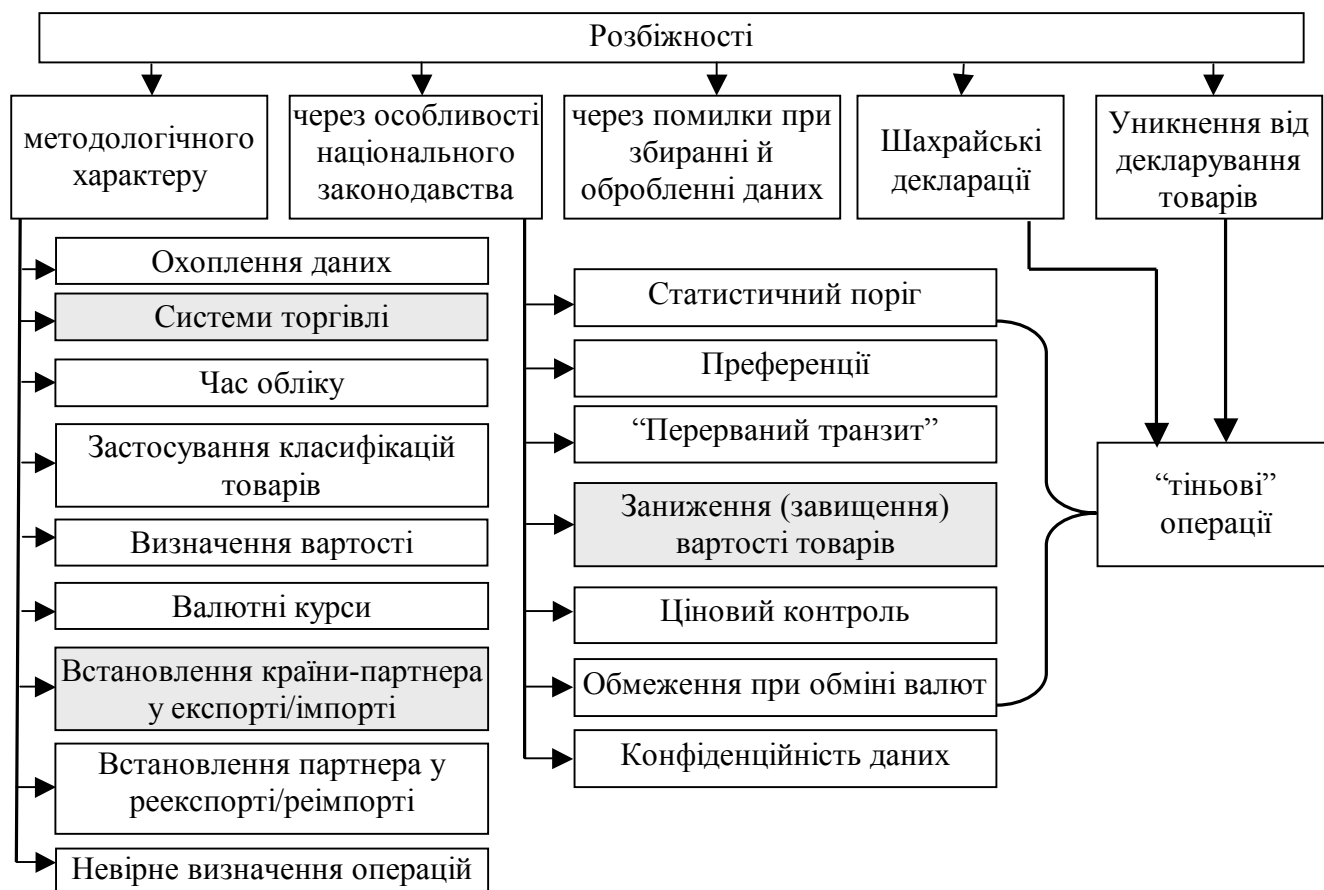 Розбіжності
методологічного
характеру
через особливості
національного
законодавства
через помилки при
збиранні й
обробленні даних
Шахрайські
декларації
Уникнення від
декларування
товарів
Охоплення даних
Системи торгівлі
Час обліку
Застосування класифікацій
товарів
Визначення вартості
Валютні курси
Встановлення країни-партнера
у експорті/імпорті
Встановлення партнера у
реекспорті/реімпорті
Невірне визначення операцій
Статистичний поріг
Преференції
“Перерваний транзит”
Заниження (завищення)
вартості товарів
Ціновий контроль
Обмеження при обміні валют
Конфіденційність даних
“тіньові”
операції